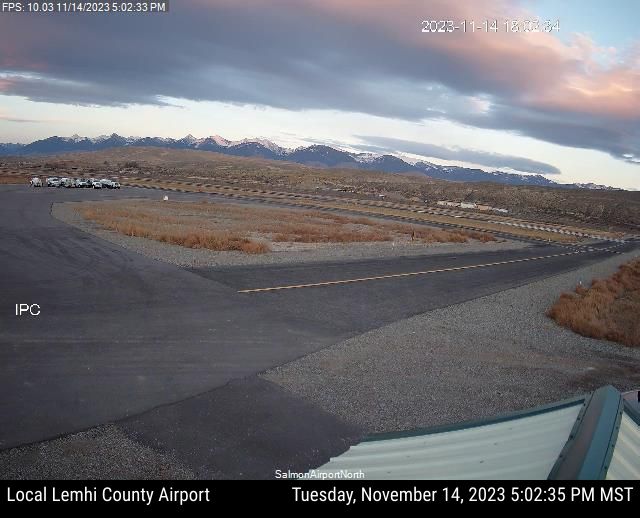 FPS: 10.03 11/14/2023 5:02:33 PM
2023-11-14 18:02:34
IPC
SalmonAirportNorth
Local Lemhi County Airport
Tuesday, November 14, 2023 5:02:35 PM MST